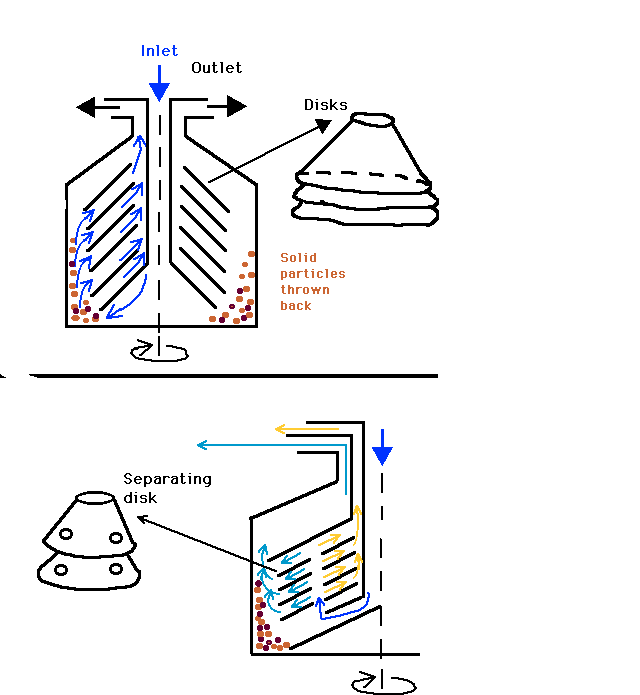 Inlet
Outlet
Disks
Solid
particles
thrown
back
Separating
disk